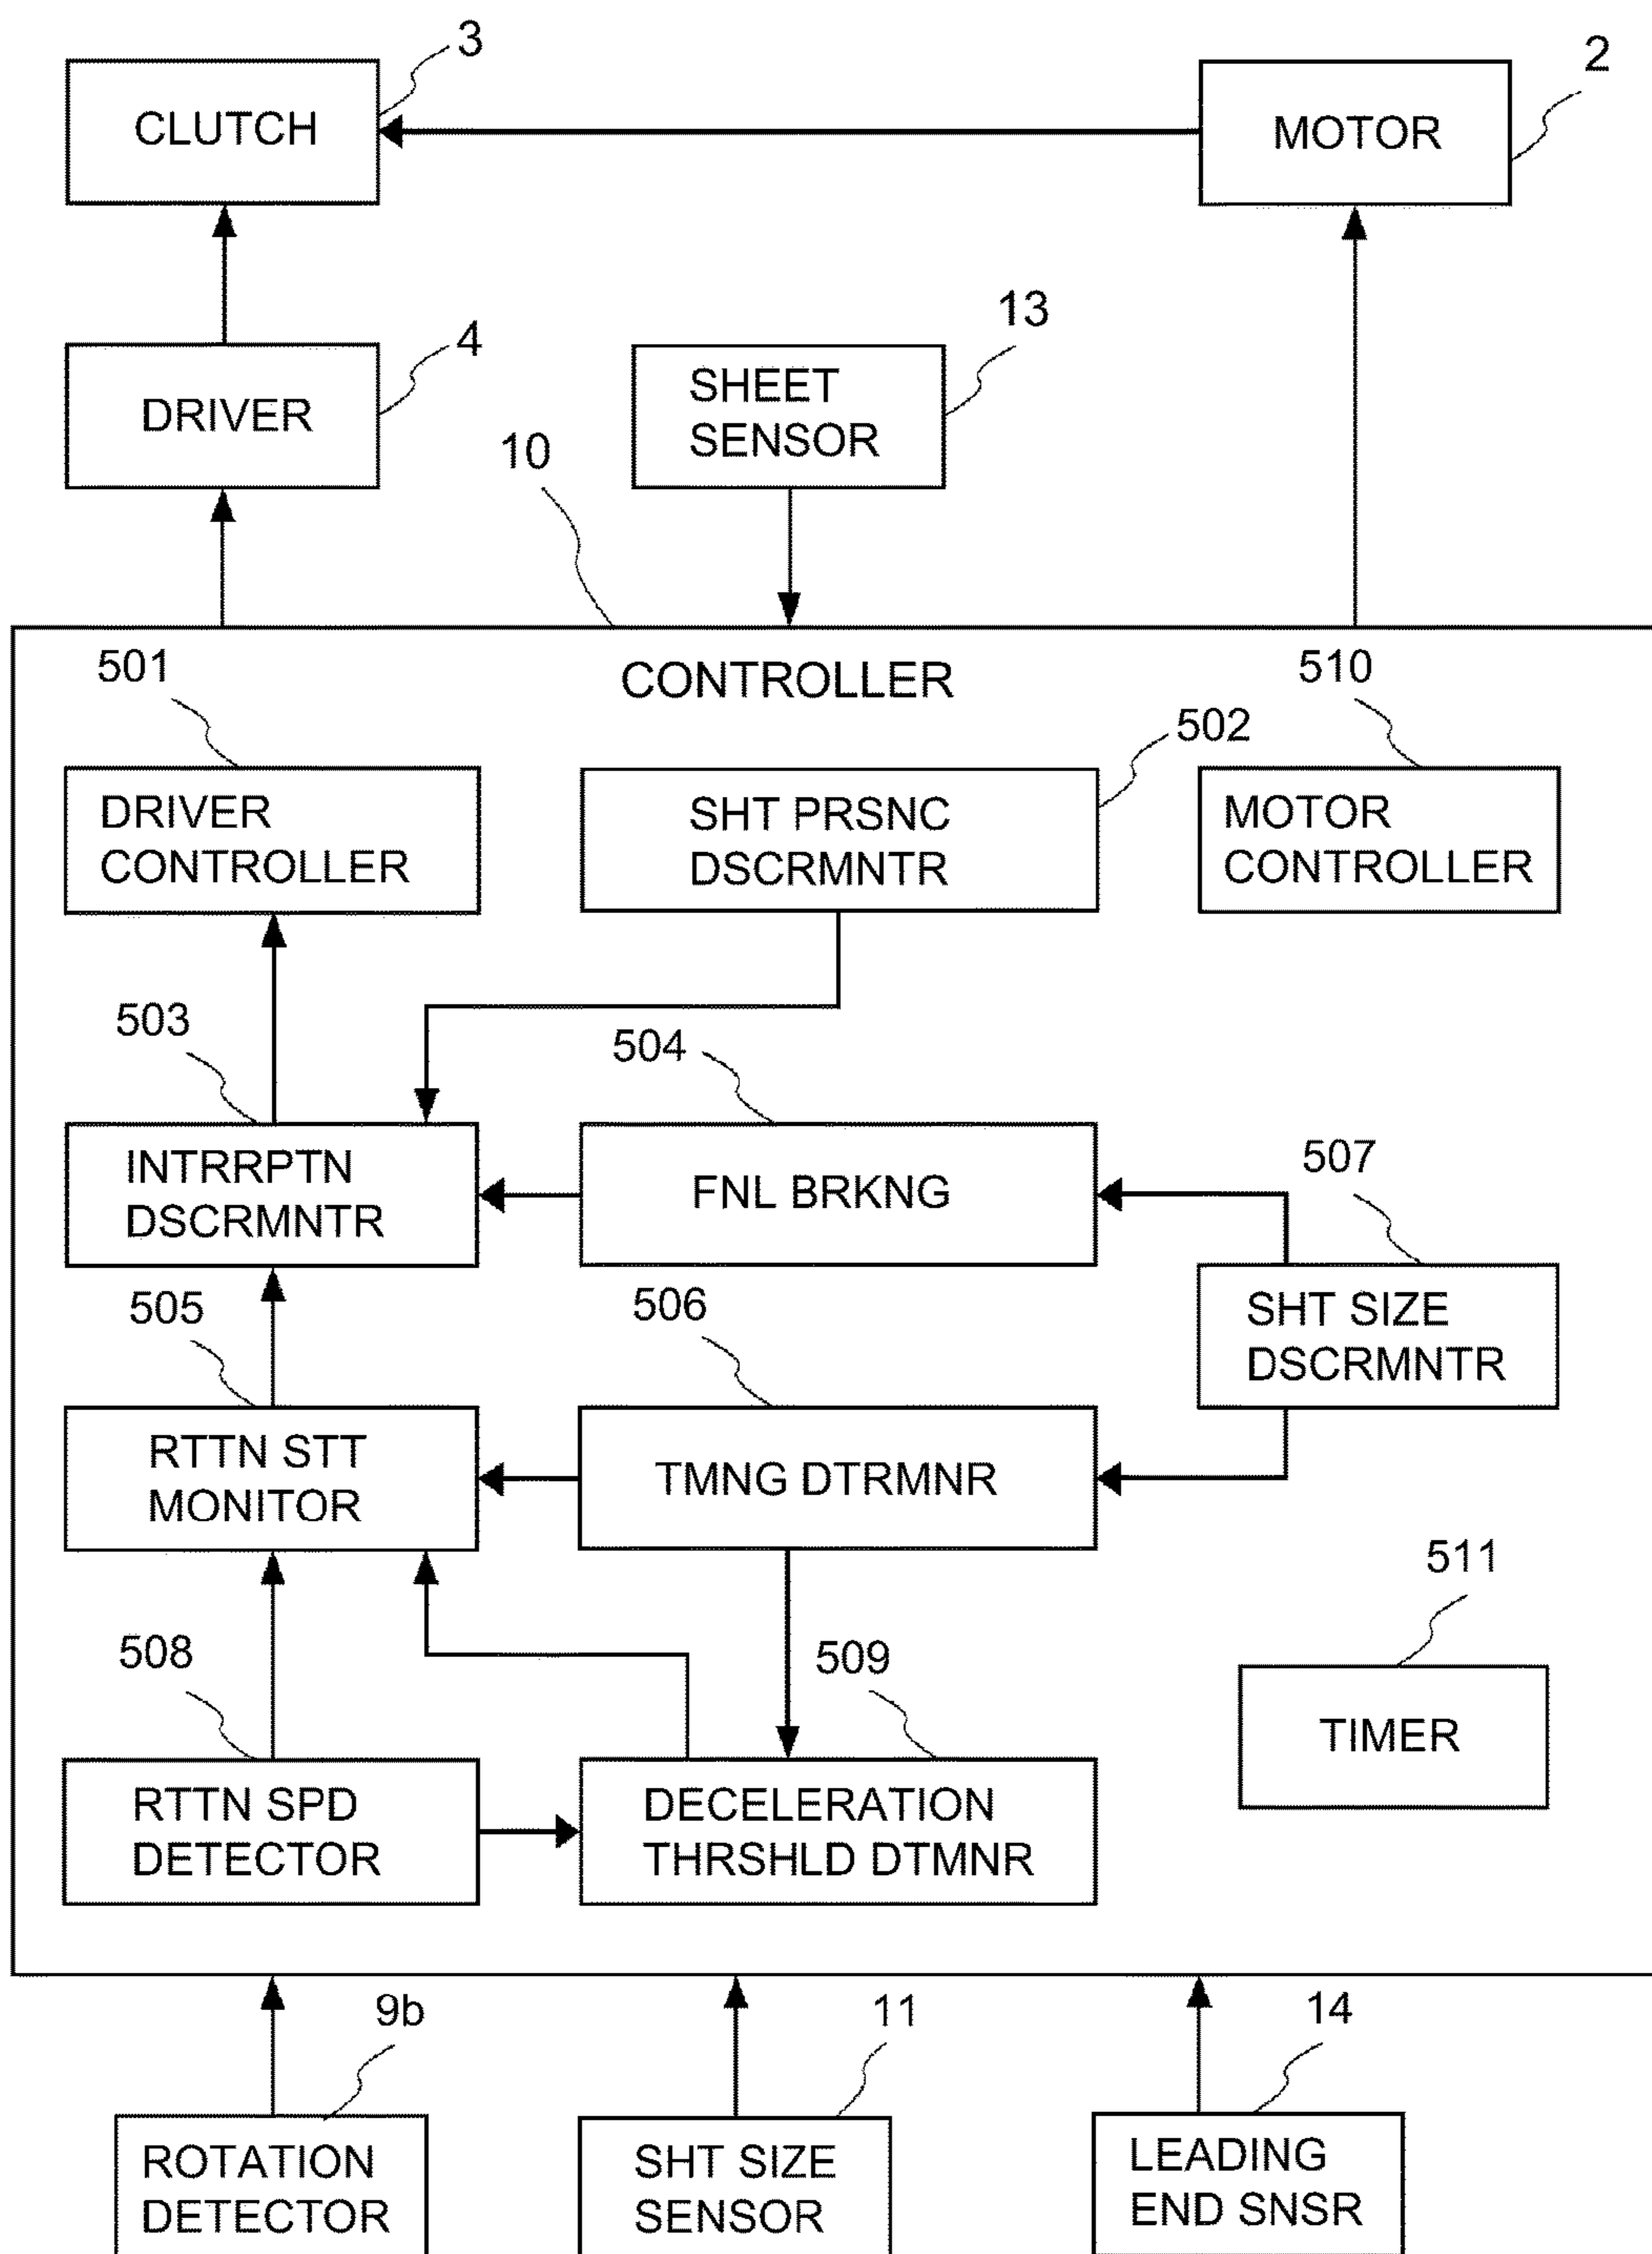 3
2
CLUTCH
MOTOR
13
4
SHEET
SENSOR
DRIVER
10
501
CONTROLLER
510
502
DRIVER
CONTROLLER
SHT PRSNC
DSCRMNTR
MOTOR
CONTROLLER
503
504
INTRRPTN
DSCRMNTR
FNL BRKNG
507
505
506
SHT SIZE
DSCRMNTR
RTTN STT
MONITOR
TMNG DTRMNR
511
508
509
TIMER
RTTN SPD
DETECTOR
DECELERATION
THRSHLD DTMNR
9b
11
14
ROTATION
DETECTOR
SHT SIZE
SENSOR
LEADING
END SNSR